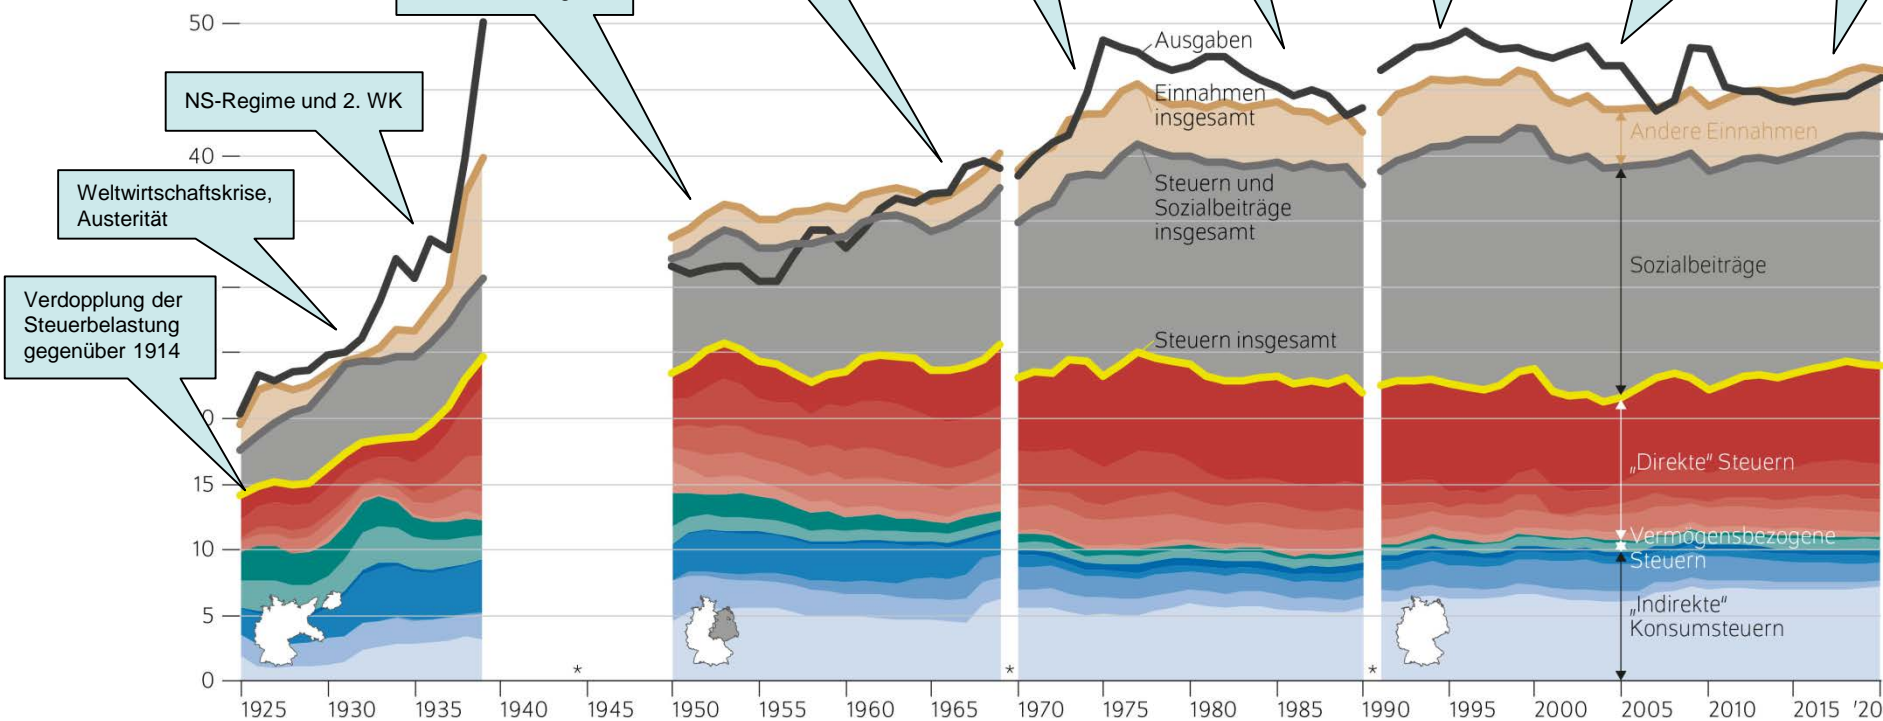 50
40
0
15
10
5
0
NS-Regime und 2. WK
Weltwirtschaftskrise,
Austerität
Verdopplung der
Steuerbelastung
gegenüber 1914
Ausgaben
Einnahmen
insgesamt
Steuern und
Sozialbeiträge
insgesamt
Steuern insgesamt
Andere Einnahmen
Sozialbeiträge
„Direkte“ Steuern
Vermögensbezogene
Steuern
„Indirekte“
Konsumsteuern
* * *
1925 1930 1935 1940 1945 1950 1955 1960 1965 1970 1975 1980 1985 1990 1995 2000 2005 2010 2015 '20